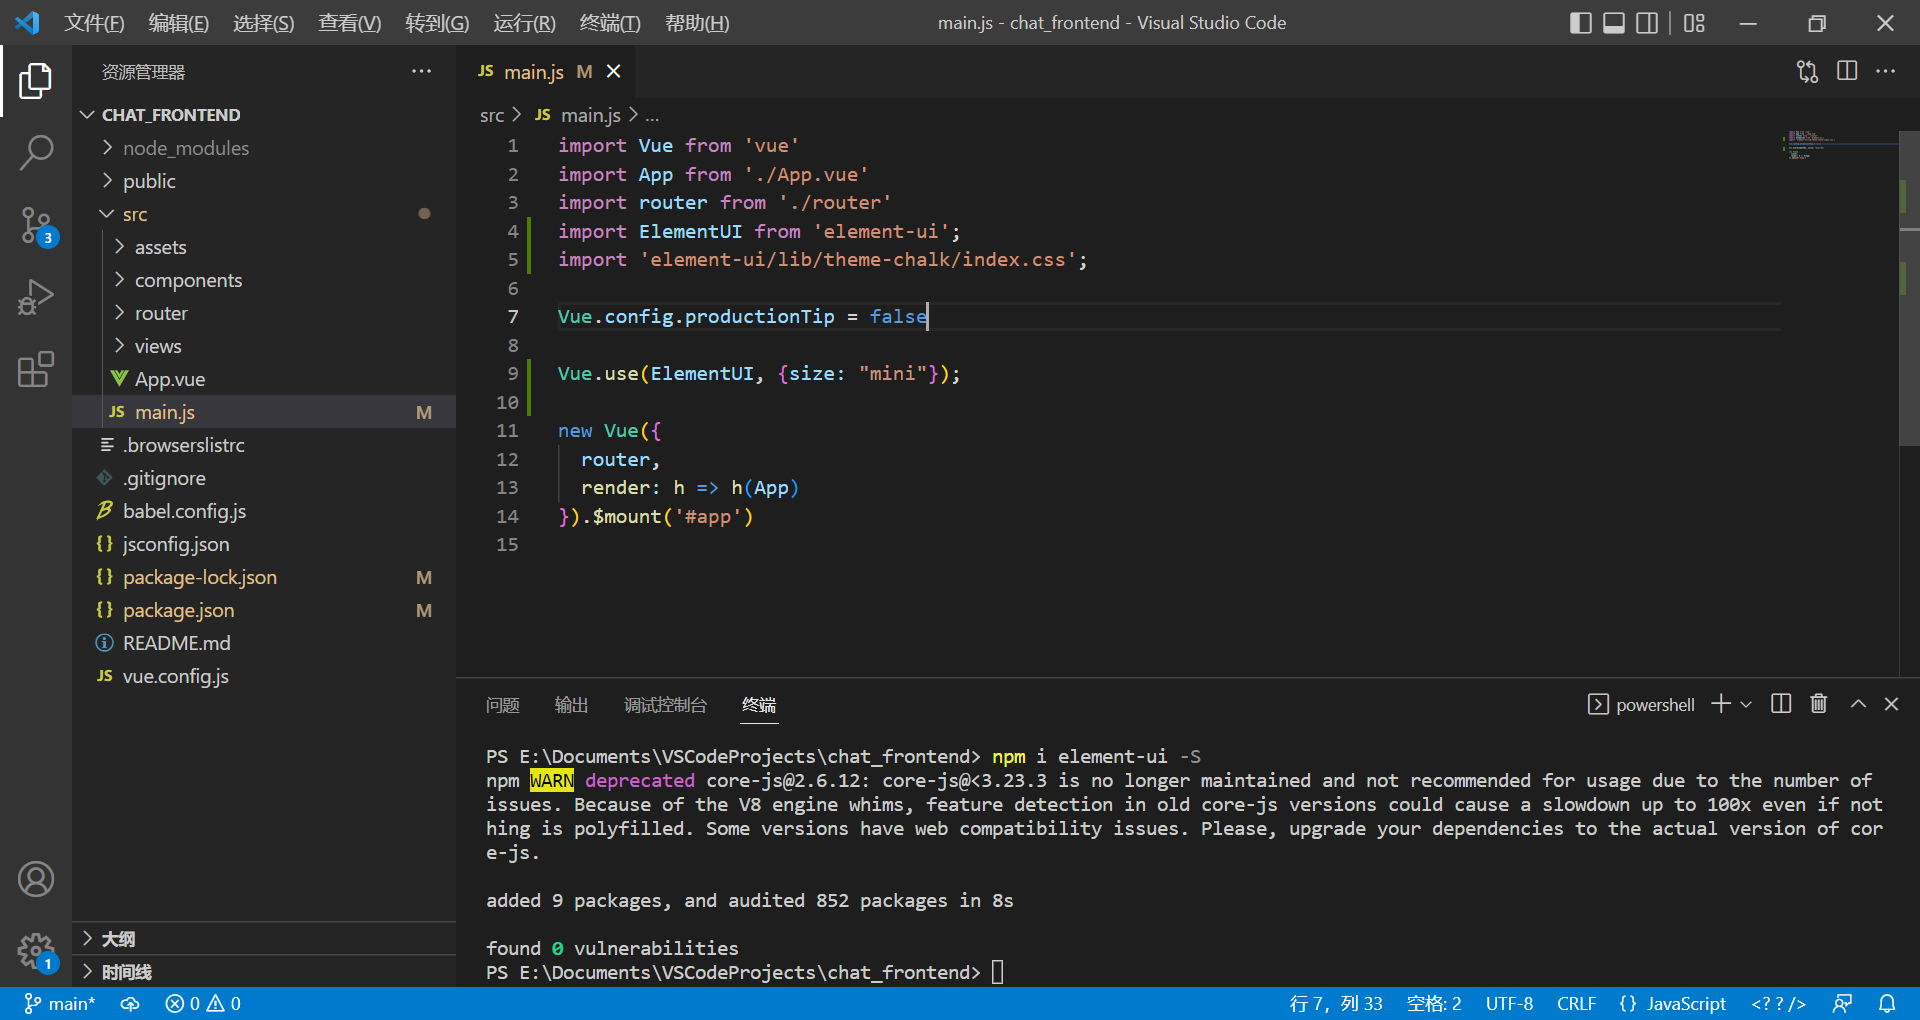 文件(F) 编辑(E) 选择(S) 查看(V) 转到(G) 运行(R) 终端(T) 帮助(H) main.js - chat_frontend - Visual Studio Code
资源管理器
CHAT_FRONTEND
node_modules
public
src
assets
components
router
views
App.vue
JS main.js M
.browserslistrc
.gitignore
babel.config.js
{} jsconfig.json
{} package-lock.json M
{} package.json M
README.md
JS vue.config.js
大纲
时间线
3
1
JS main.js M
src > JS main.js > ...
1 import Vue from 'vue'
2 import App from './App.vue'
3 import router from './router'
4 import ElementUI from 'element-ui';
5 import 'element-ui/lib/theme-chalk/index.css';
6
7 Vue.config.productionTip = false
8
9 Vue.use(ElementUI, {size: "mini"});
10
11 new Vue({
12 router,
13 render: h => h(App)
14 }).$mount('#app')
15
问题 输出 调试控制台 终端 powershell
PS E:\Documents\VSCodeProjects\chat_frontend> npm i element-ui -S
npm WARN deprecated core-js@2.6.12: core-js@<3.23.3 is no longer maintained and not recommended for usage due to the number of
issues. Because of the V8 engine whims, feature detection in old core-js versions could cause a slowdown up to 100x even if not
hing is polyfilled. Some versions have web compatibility issues. Please, upgrade your dependencies to the actual version of cor
e-js.
added 9 packages, and audited 852 packages in 8s
found 0 vulnerabilities
PS E:\Documents\VSCodeProjects\chat_frontend>
main* 0 0 行 7, 列 33 空格: 2 UTF-8 CRLF {} JavaScript <??/>